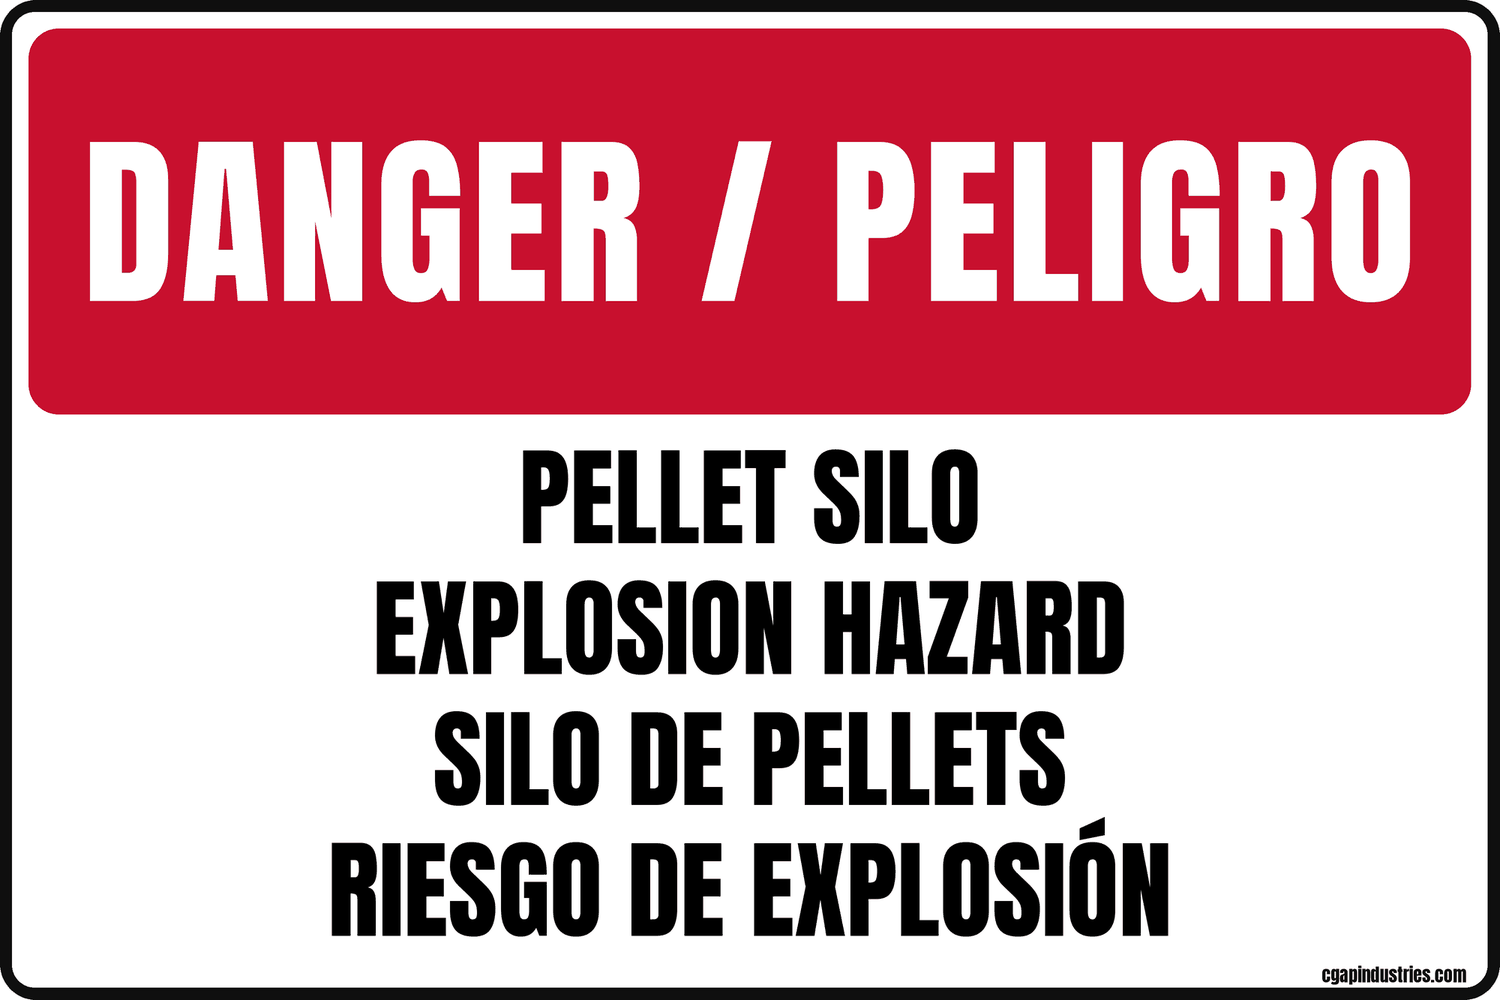 DANGER / PELIGRO
PELLET SILO
EXPLOSION HAZARD
SILO DE PELLETS
RIESGO DE EXPLOSIÓN
cgapindustries.com